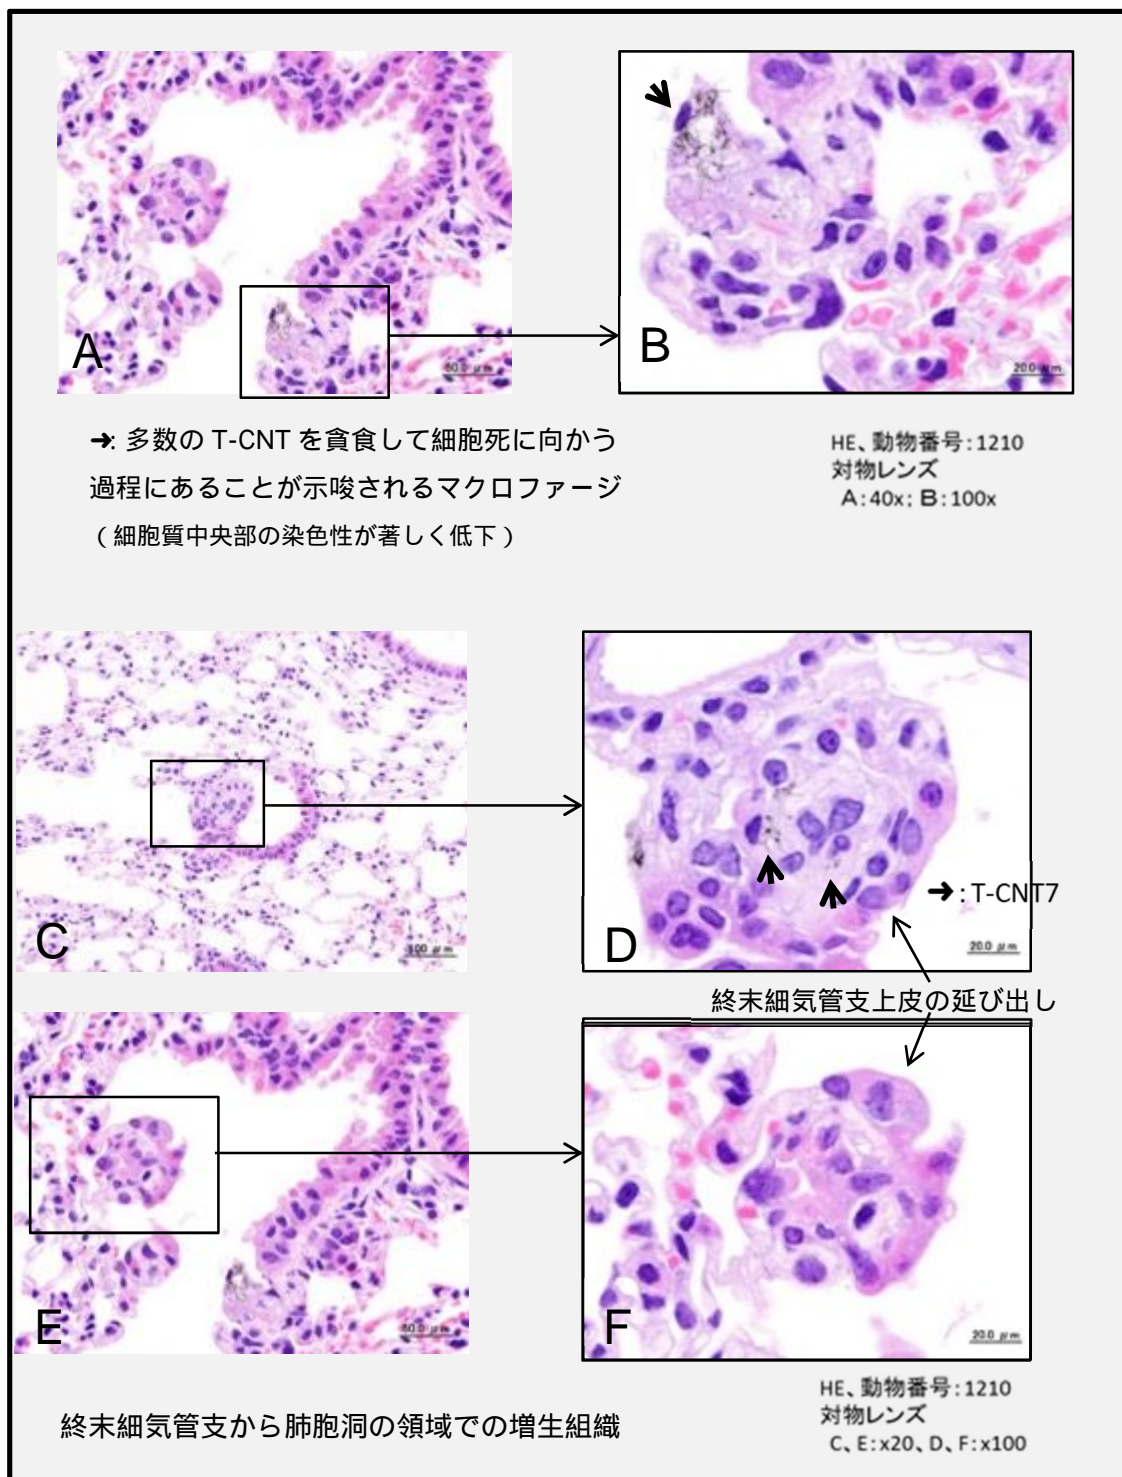 A
50.0 μm
B
20.0 μm
➔: 多数の T-CNT を貪食して細胞死に向かう
過程にあることが示唆されるマクロファージ
（細胞質中央部の染色性が著しく低下）
HE、動物番号：1210
対物レンズ
A：40x； B：100x
C
100 μm
D
➔：T-CNT7
20.0 μm
終末細気管支上皮の延び出し
E
50.0 μm
F
20.0 μm
終末細気管支から肺胞洞の領域での増生組織
HE、動物番号：1210
対物レンズ
C、E：x20、D、F：x100